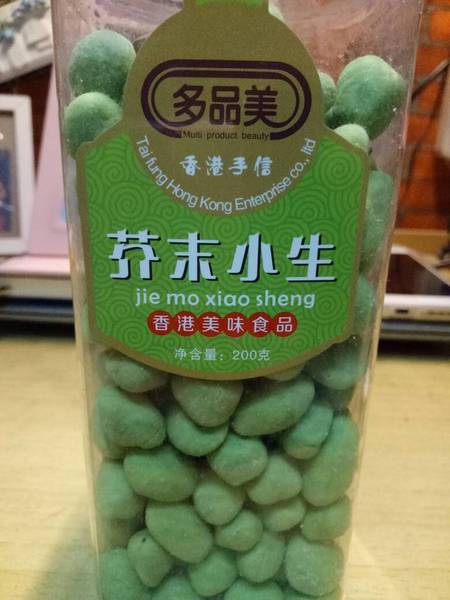 多品美
Multi product beauty
香港手信
Tai fung Hong Kong Enterprise co., ltd
芥末小生
jie mo xiao sheng
香港美味食品
净含量：200克